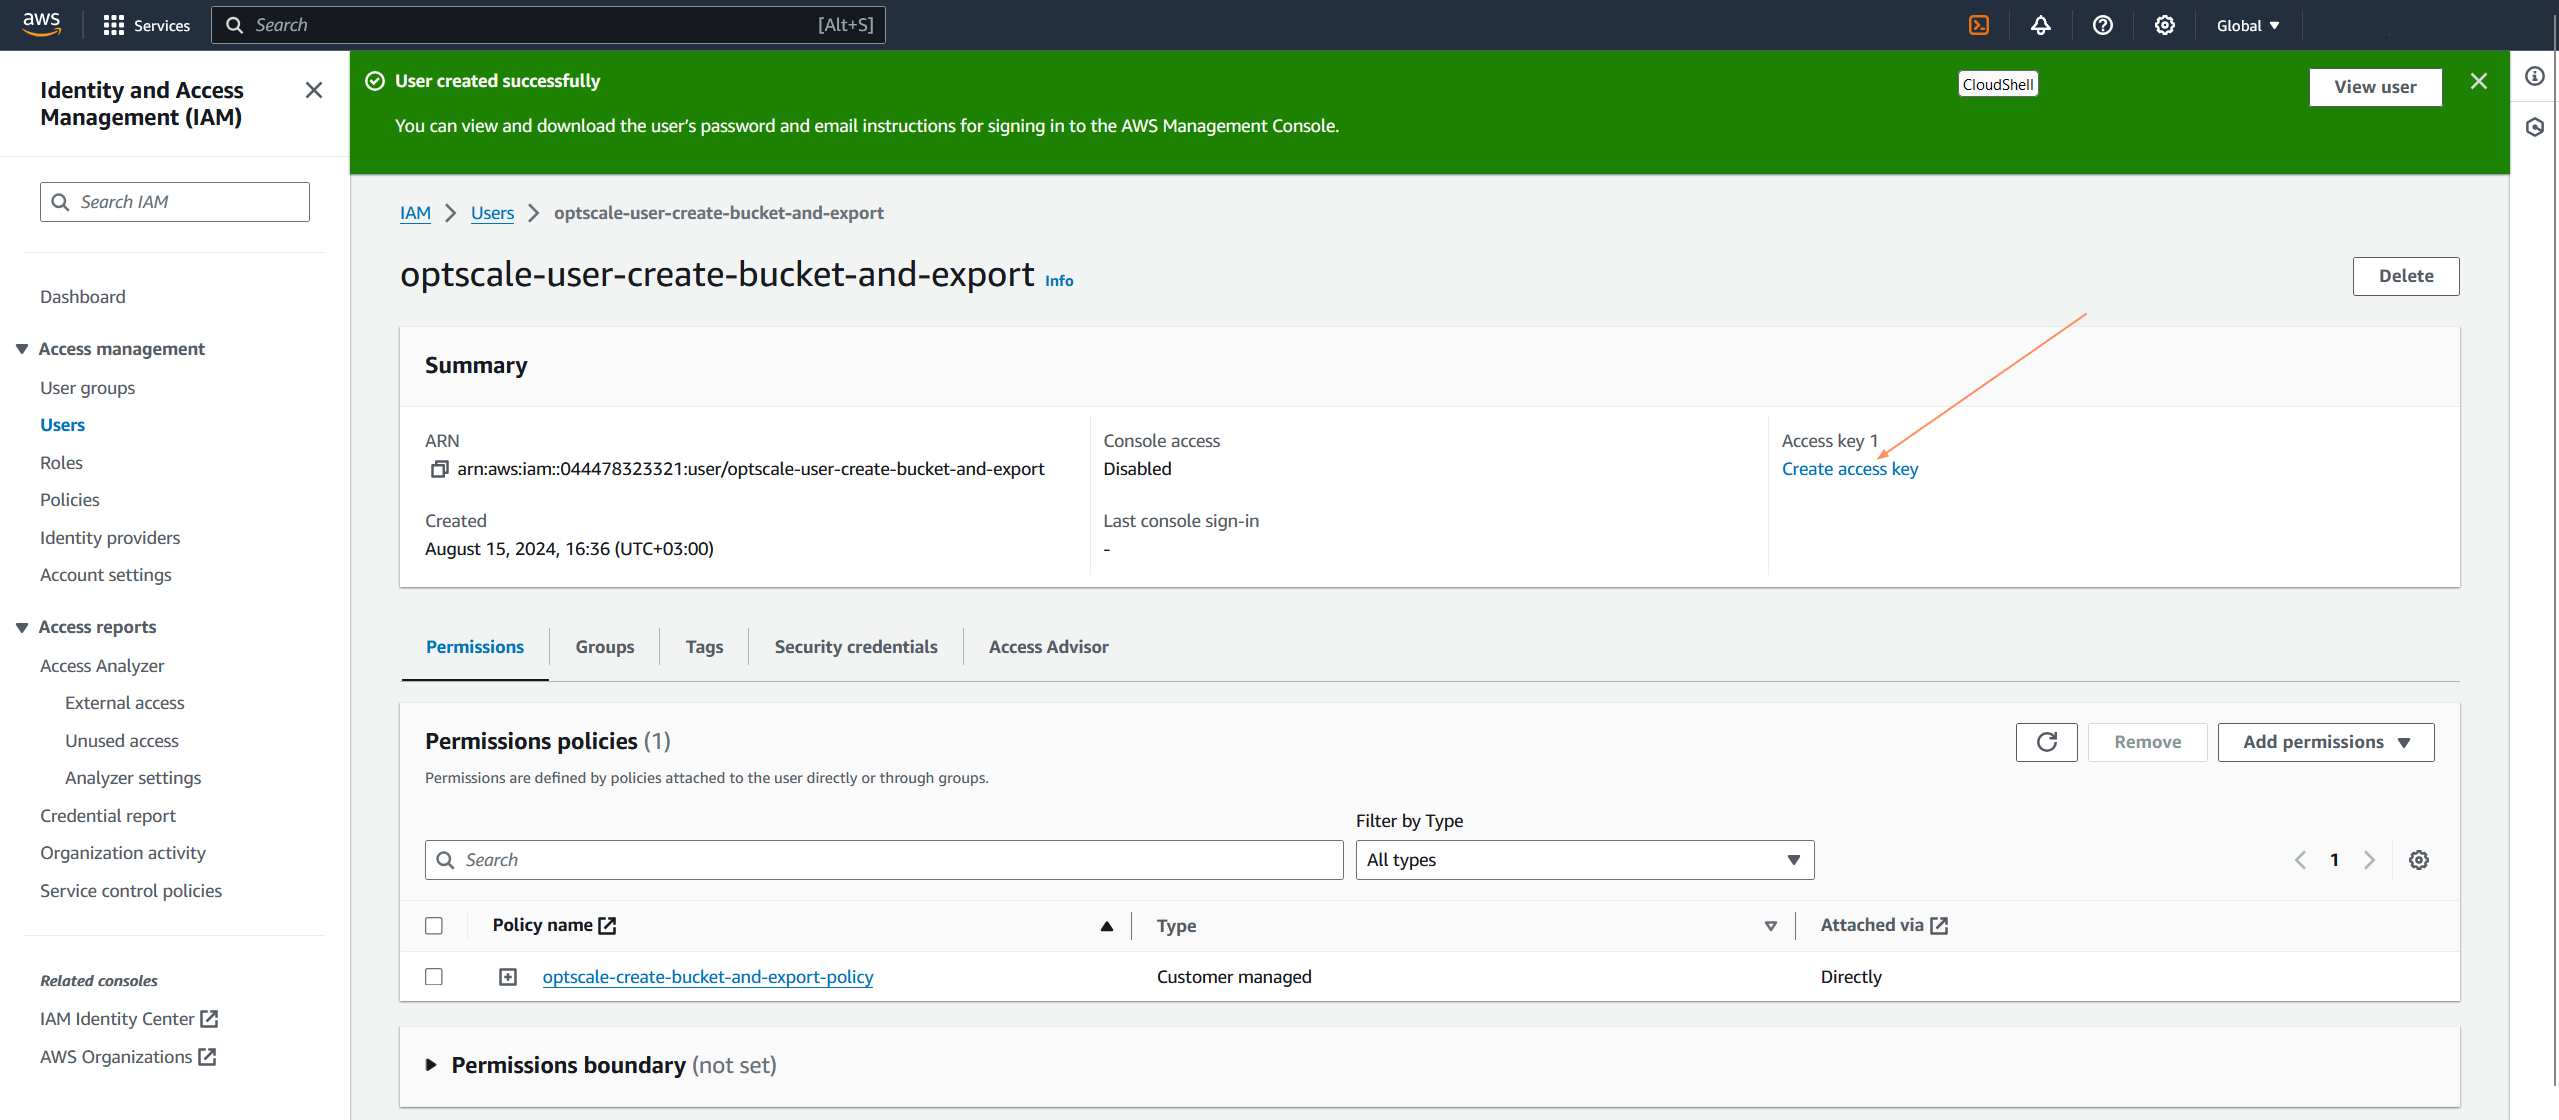 aws
Services
Search
[Alt+S]
Global
Identity and Access
Management (IAM)
Search IAM
Dashboard
Access management
User groups
Users
Roles
Policies
Identity providers
Account settings
Access reports
Access Analyzer
External access
Unused access
Analyzer settings
Credential report
Organization activity
Service control policies
Related consoles
IAM Identity Center
AWS Organizations
User created successfully
You can view and download the user's password and email instructions for signing in to the AWS Management Console.
CloudShell
View user
IAM
Users
optscale-user-create-bucket-and-export
optscale-user-create-bucket-and-export
Info
Delete
Summary
ARN
arn:aws:iam::044478323321:user/optscale-user-create-bucket-and-export
Created
August 15, 2024, 16:36 (UTC+03:00)
Console access
Disabled
Last console sign-in
-
Access key 1
Create access key
Permissions
Groups
Tags
Security credentials
Access Advisor
Permissions policies (1)
Permissions are defined by policies attached to the user directly or through groups.
Remove
Add permissions
Filter by Type
Search
All types
1
Policy name
Type
Attached via
optscale-create-bucket-and-export-policy
Customer managed
Directly
Permissions boundary (not set)